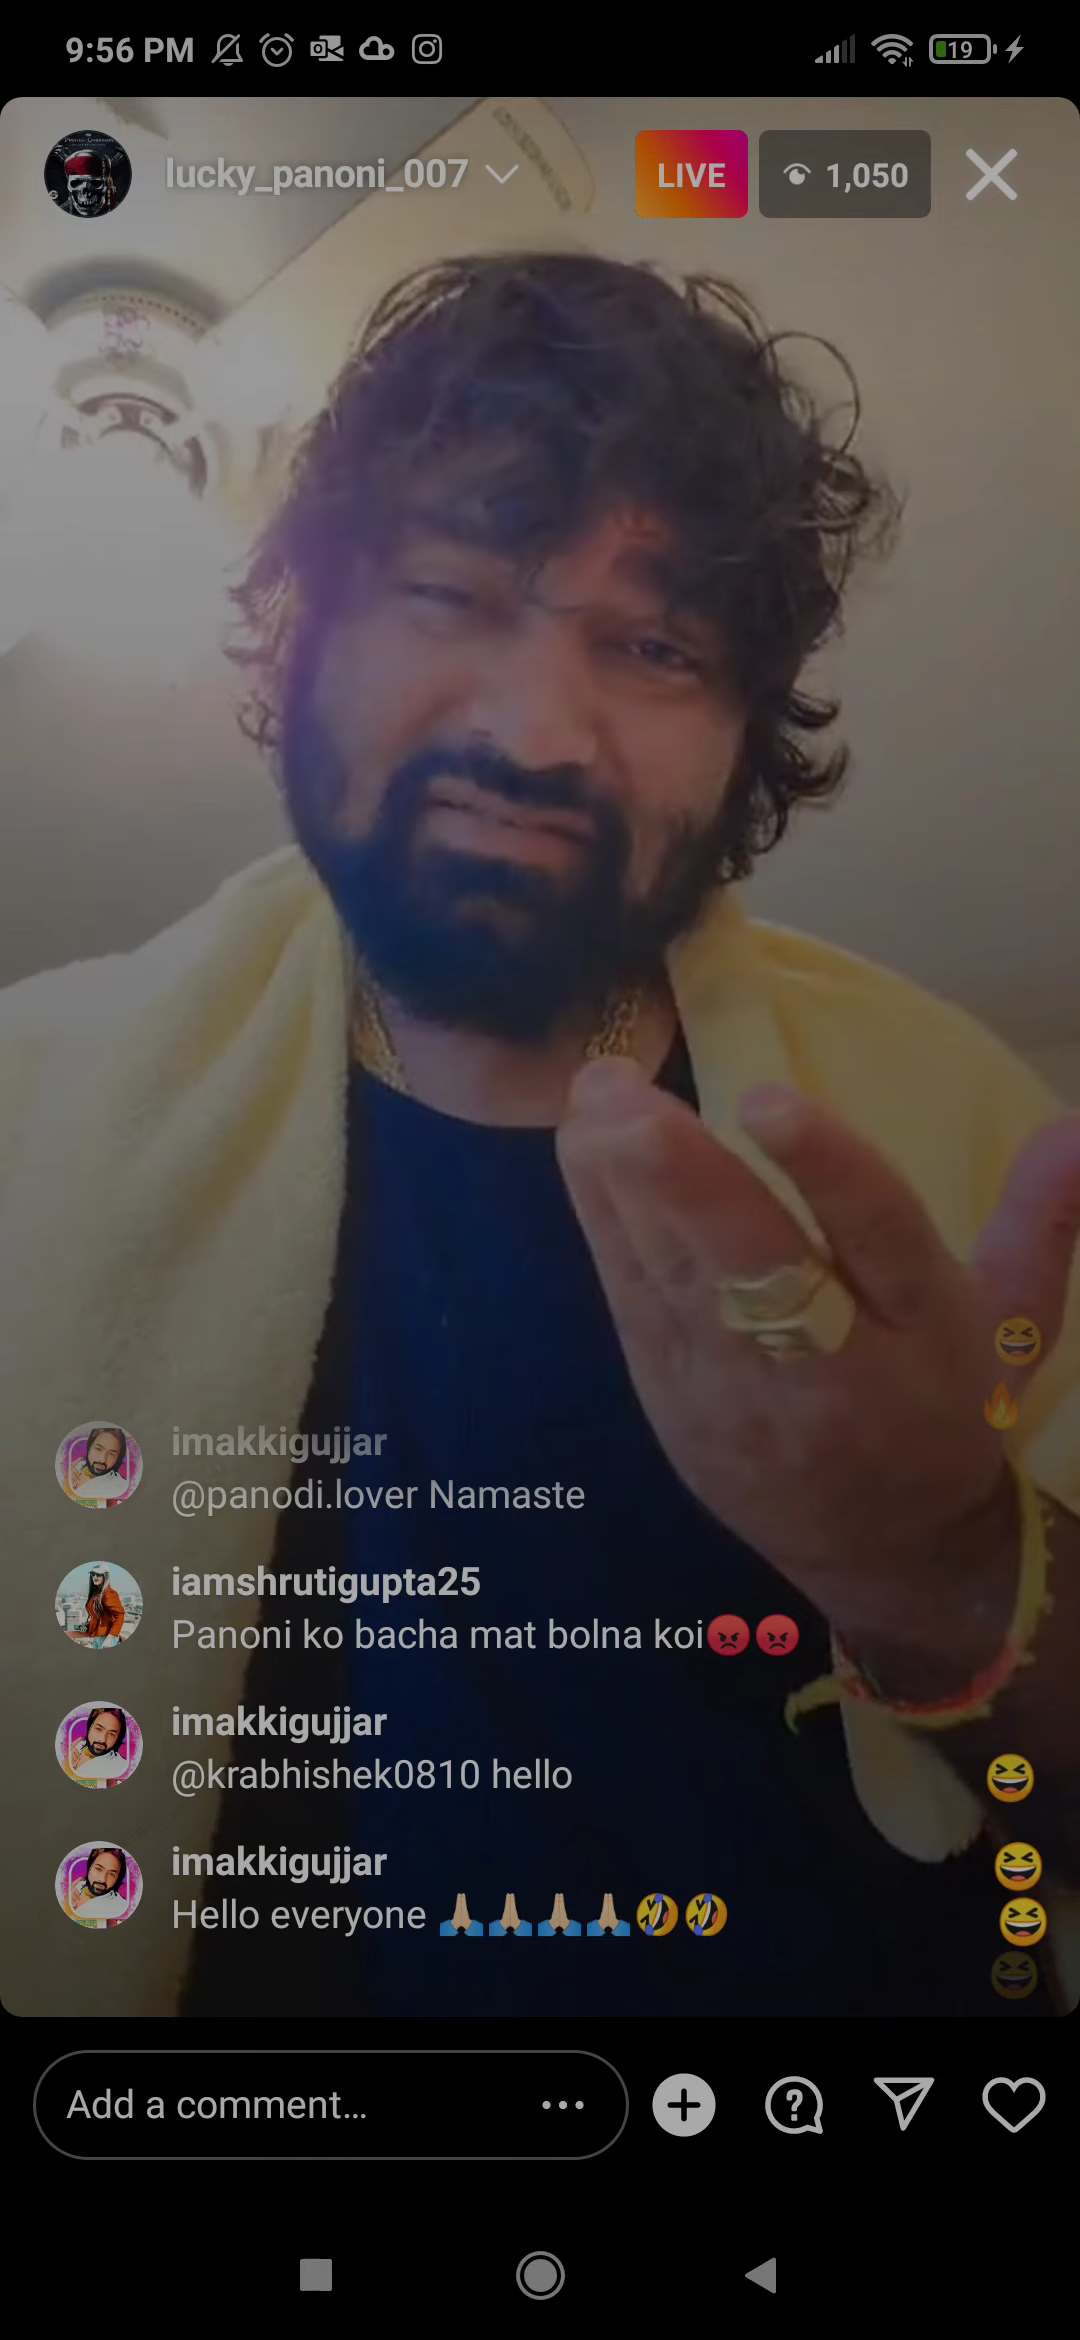 9:56 PM
19
lucky_panoni_007
LIVE
1,050
imakkigujjar
@panodi.lover Namaste
iamshrutigupta25
Panoni ko bacha mat bolna koi😡😡
imakkigujjar
@krabhishek0810 hello
imakkigujjar
Hello everyone 🙏🏻🙏🏻🙏🏻🙏🏻🤣🤣
Add a comment...